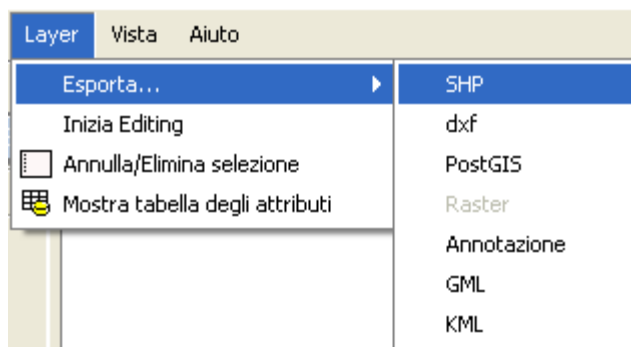 Layer Vista Aiuto
Esporta...
Inizia Editing
Annulla/Elimina selezione
Mostra tabella degli attributi
SHP
dxf
PostGIS
Raster
Annotazione
GML
KML